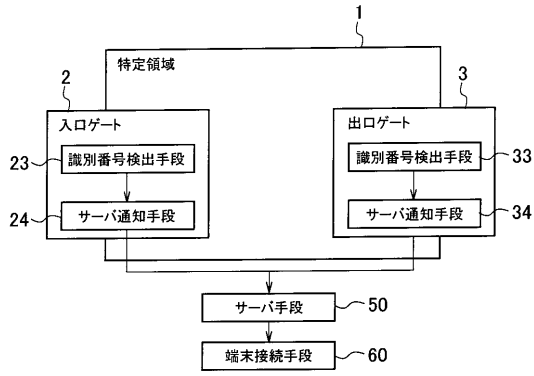 1
特定領域
2
入口ゲート
23
識別番号検出手段
24
サーバ通知手段
3
出口ゲート
識別番号検出手段
33
サーバ通知手段
34
サーバ手段
50
端末接続手段
60